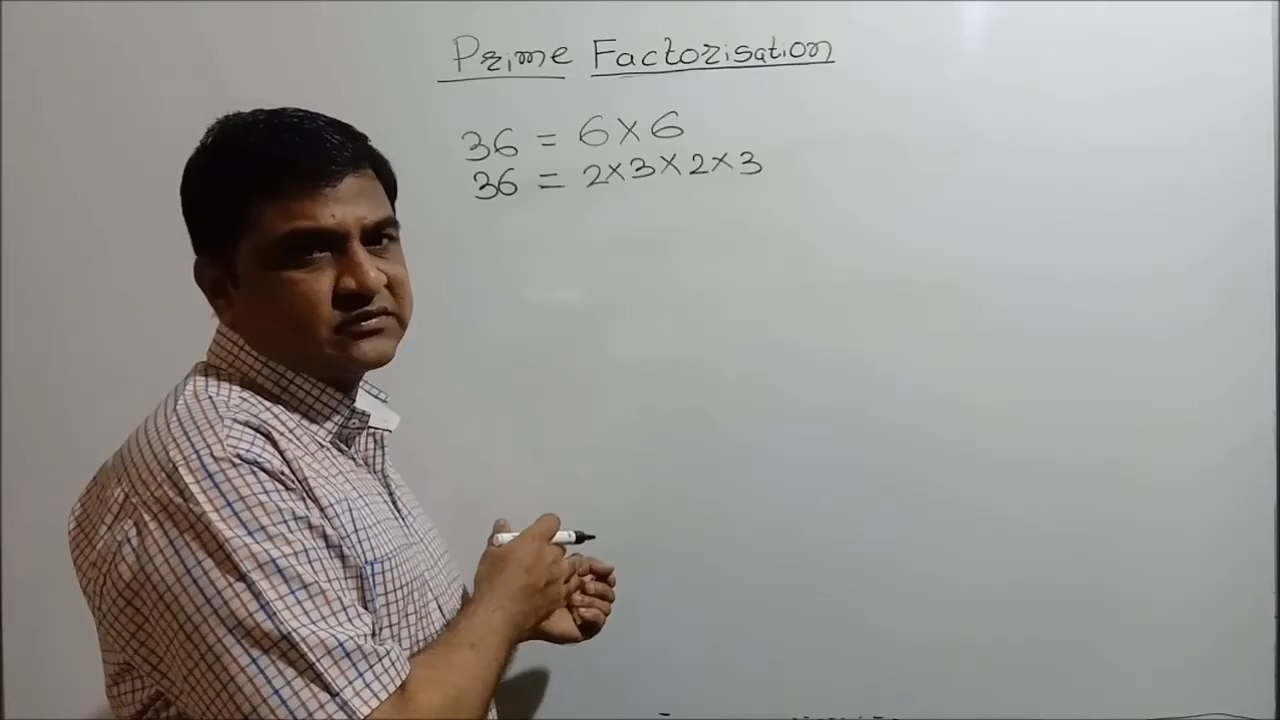 Prime Factorisation
36 = 6×6
36 = 2×3×2×3